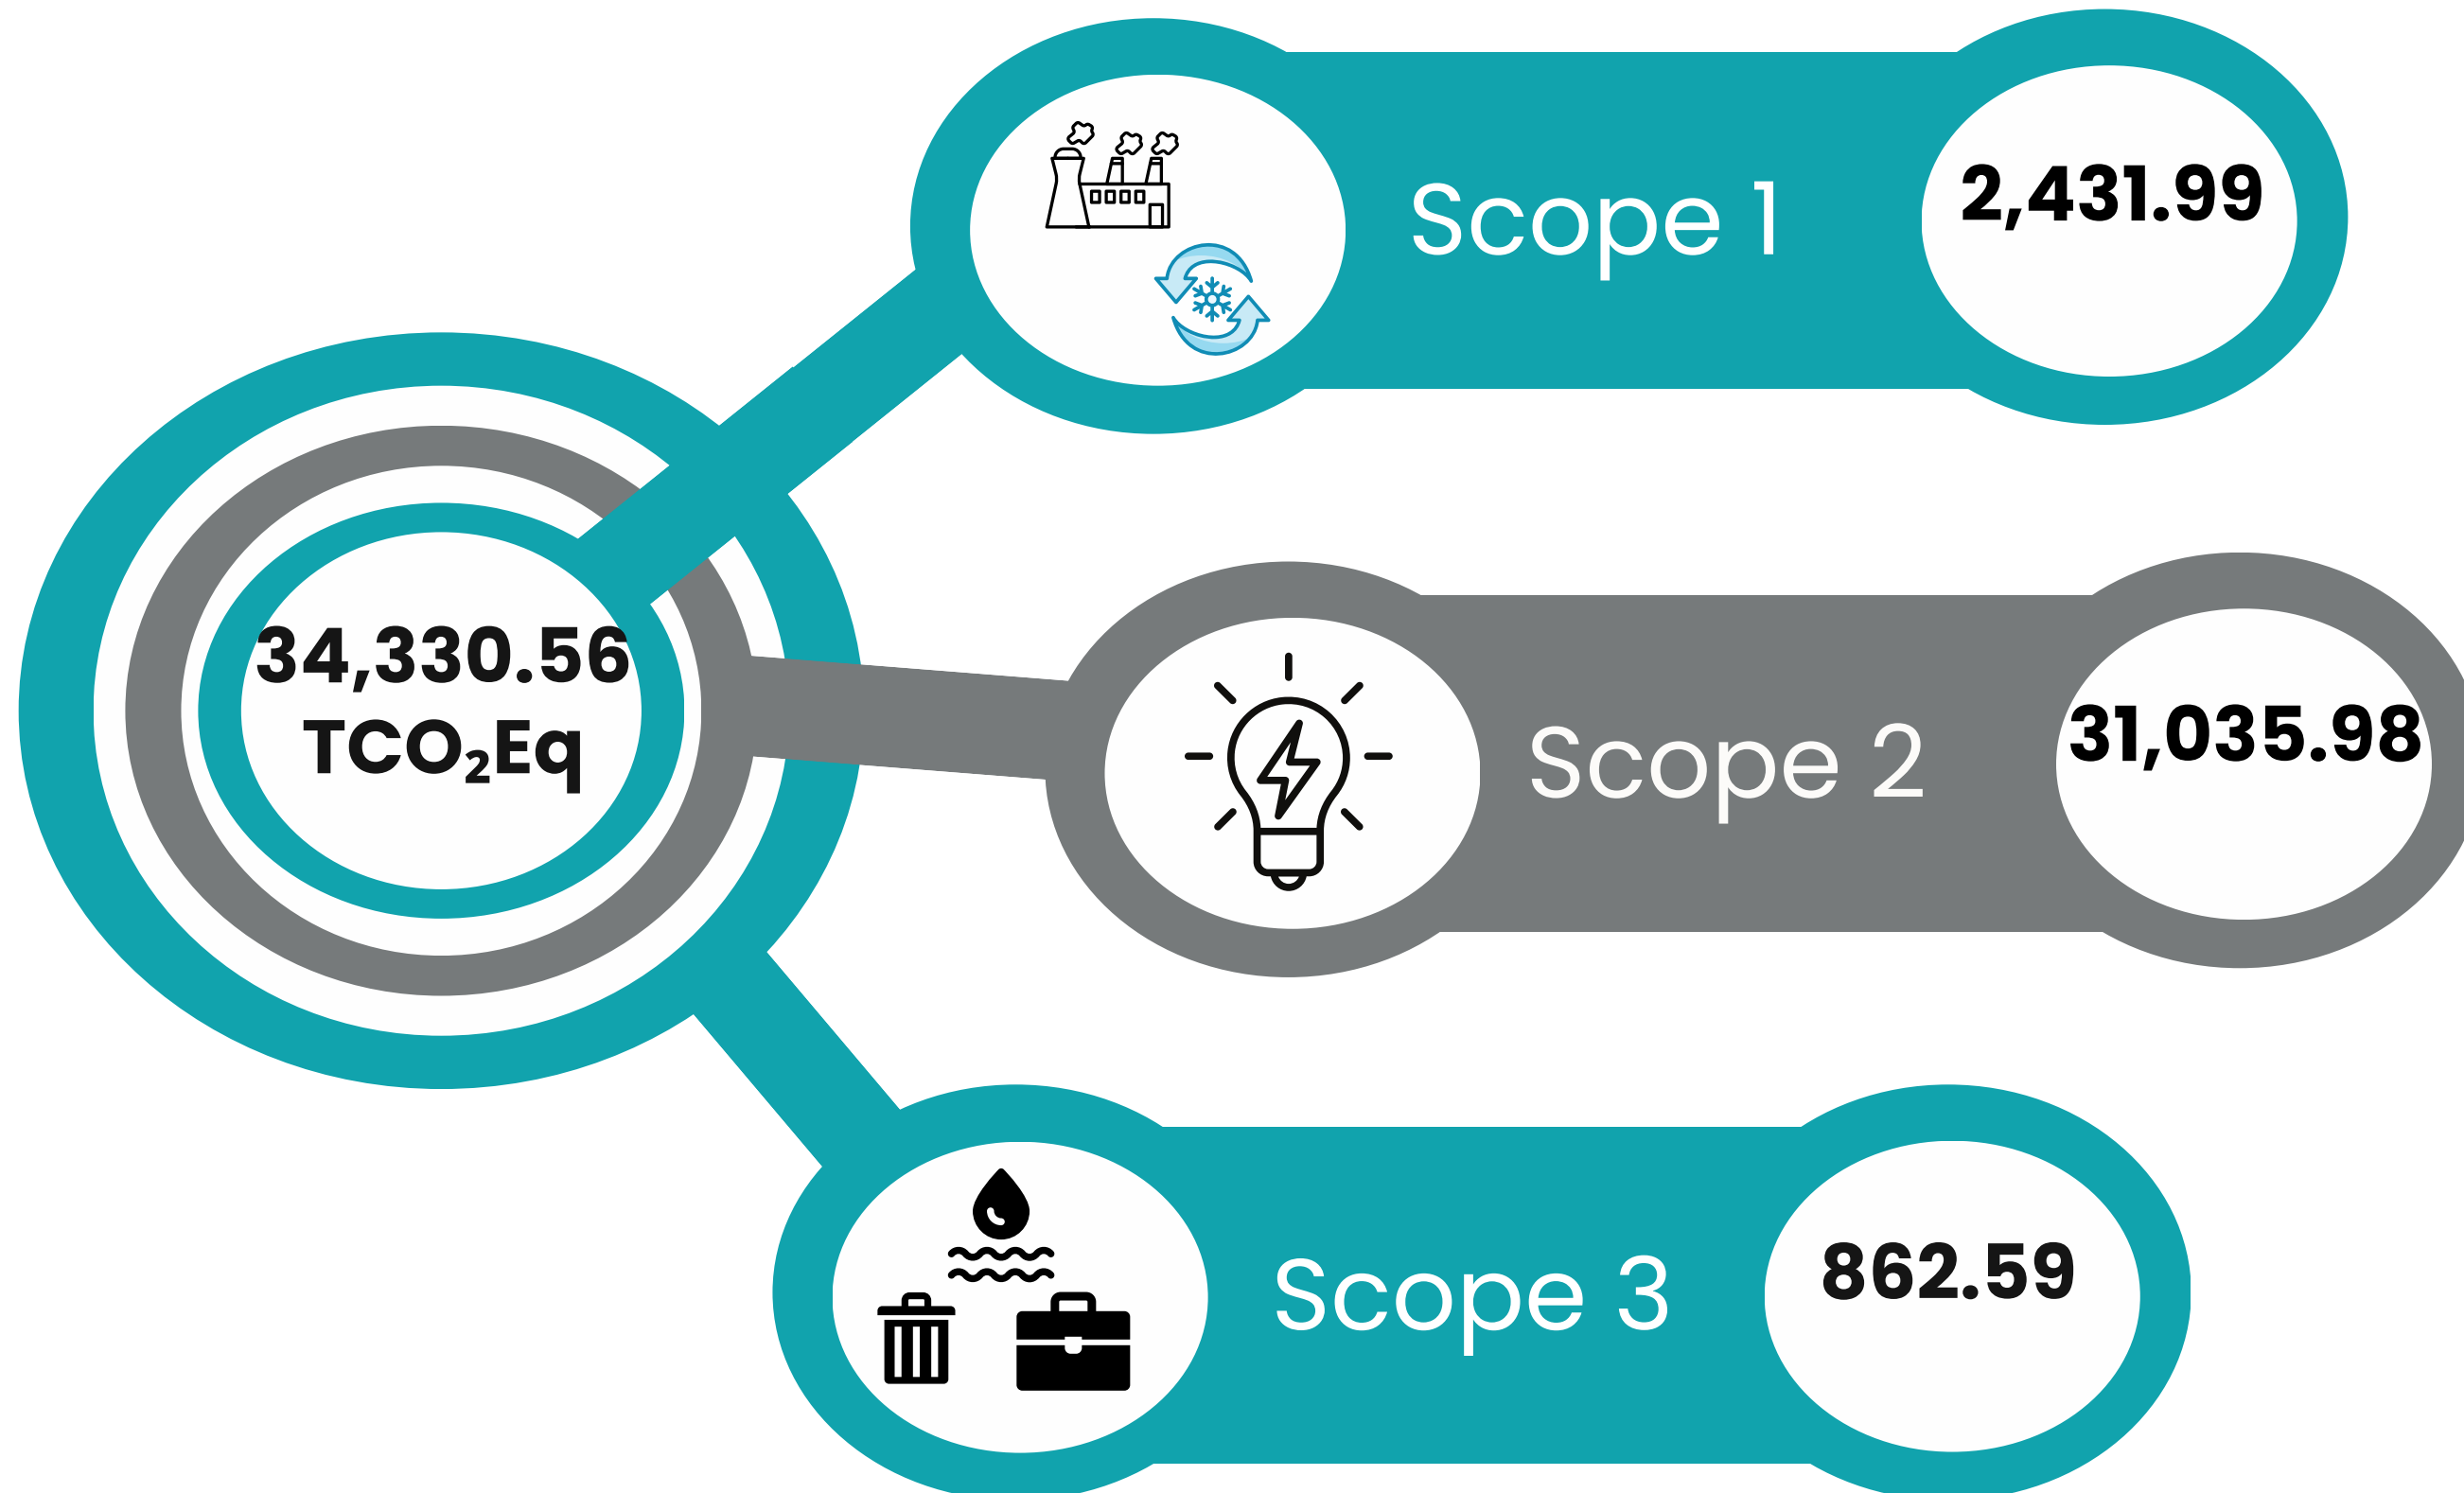 Scope 1
2,431.99
34,330.56
TCO₂Eq
Scope 2
31,035.98
Scope 3
862.59